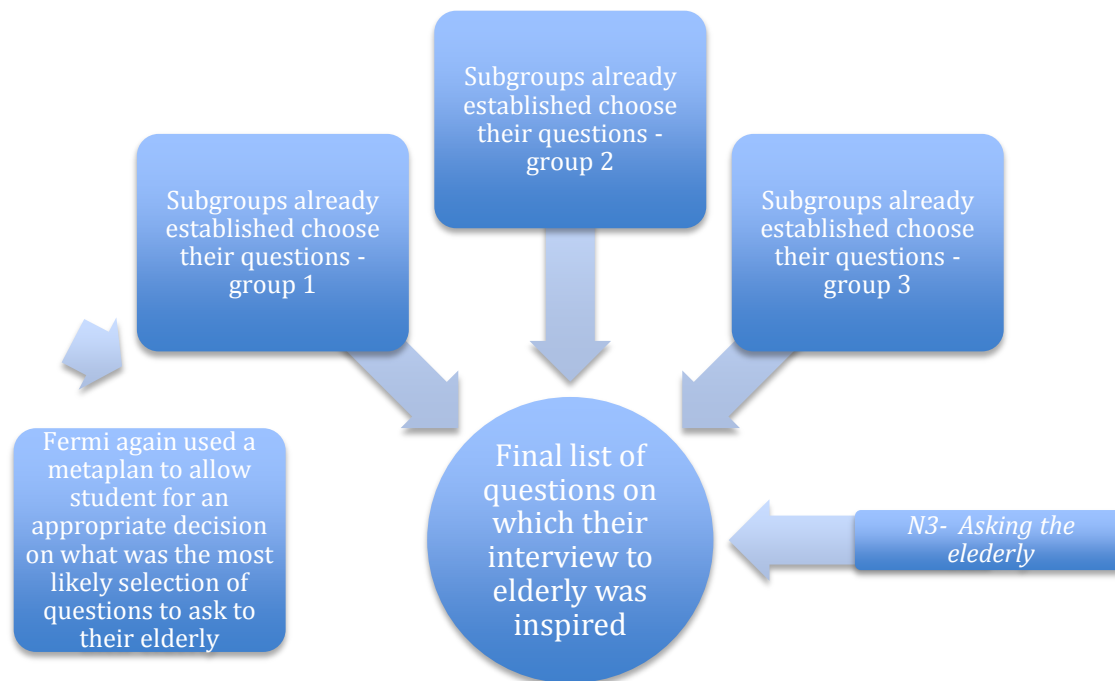 Subgroups already
established choose
their questions -
group 1
Subgroups already
established choose
their questions -
group 2
Subgroups already
established choose
their questions -
group 3
Fermi again used a
metaplan to allow
student for an
appropriate decision
on what was the most
likely selection of
questions to ask to
their elderly
Final list of
questions on
which their
interview to
elderly was
inspired
N3- Asking the
elederly